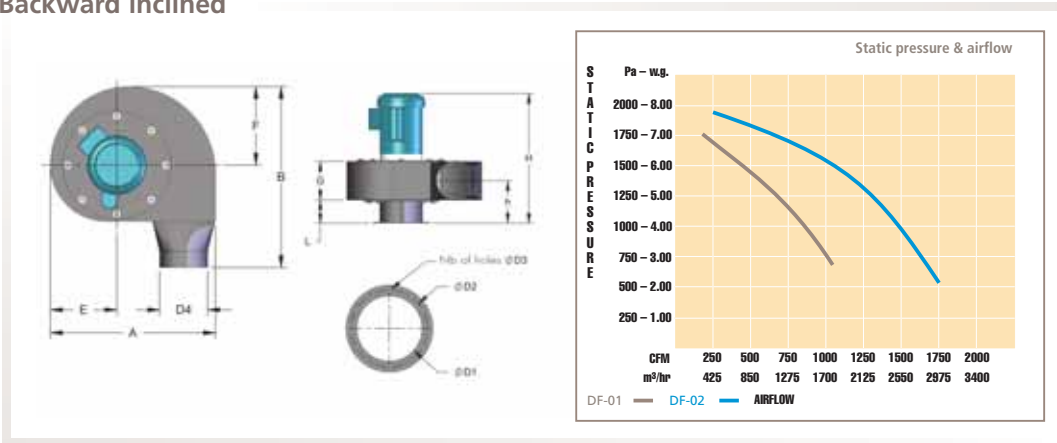 Backward Inclined
F
B
E
D4
A
H
G
L
Nb of holes ØD3
ØD2
ØD1
Static pressure & airflow
STATIC PRESSURE
Pa – w.g.
2000 – 8.00
1750 – 7.00
1500 – 6.00
1250 – 5.00
1000 – 4.00
750 – 3.00
500 – 2.00
250 – 1.00
CFM 250 500 750 1000 1250 1500 1750 2000
m³/hr 425 850 1275 1700 2125 2550 2975 3400
DF-01 DF-02 AIRFLOW